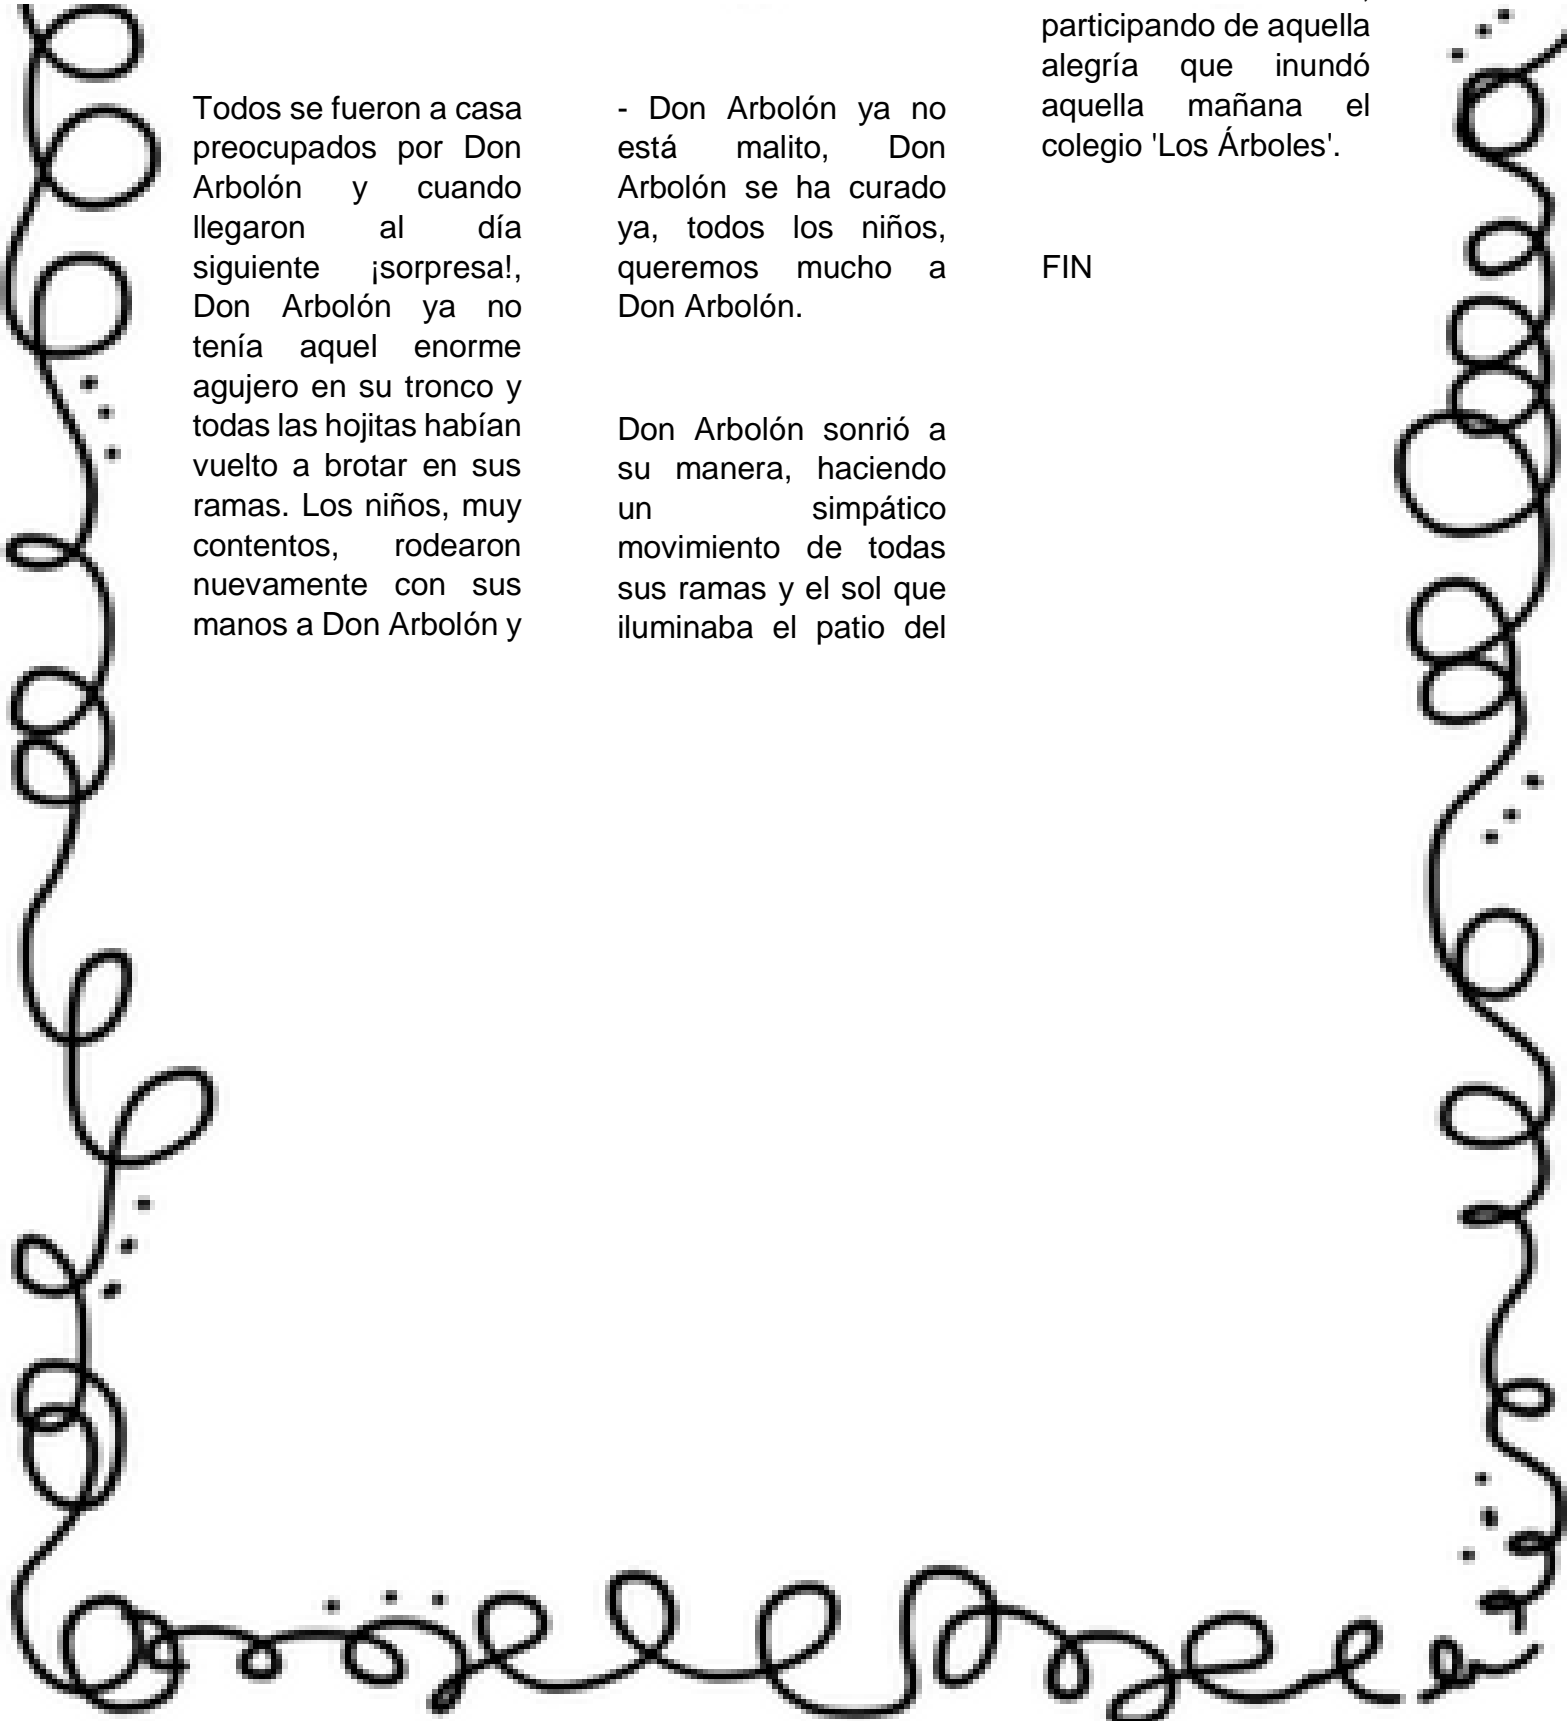 Todos se fueron a casa
preocupados por Don
Arbolón y cuando
llegaron al día
siguiente ¡sorpresa!,
Don Arbolón ya no
tenía aquel enorme
agujero en su tronco y
todas las hojitas habían
vuelto a brotar en sus
ramas. Los niños, muy
contentos, rodearon
nuevamente con sus
manos a Don Arbolón y
- Don Arbolón ya no
está malito, Don
Arbolón se ha curado
ya, todos los niños,
queremos mucho a
Don Arbolón.
Don Arbolón sonrió a
su manera, haciendo
un simpático
movimiento de todas
sus ramas y el sol que
iluminaba el patio del
participando de aquella
alegría que inundó
aquella mañana el
colegio 'Los Árboles'.
FIN